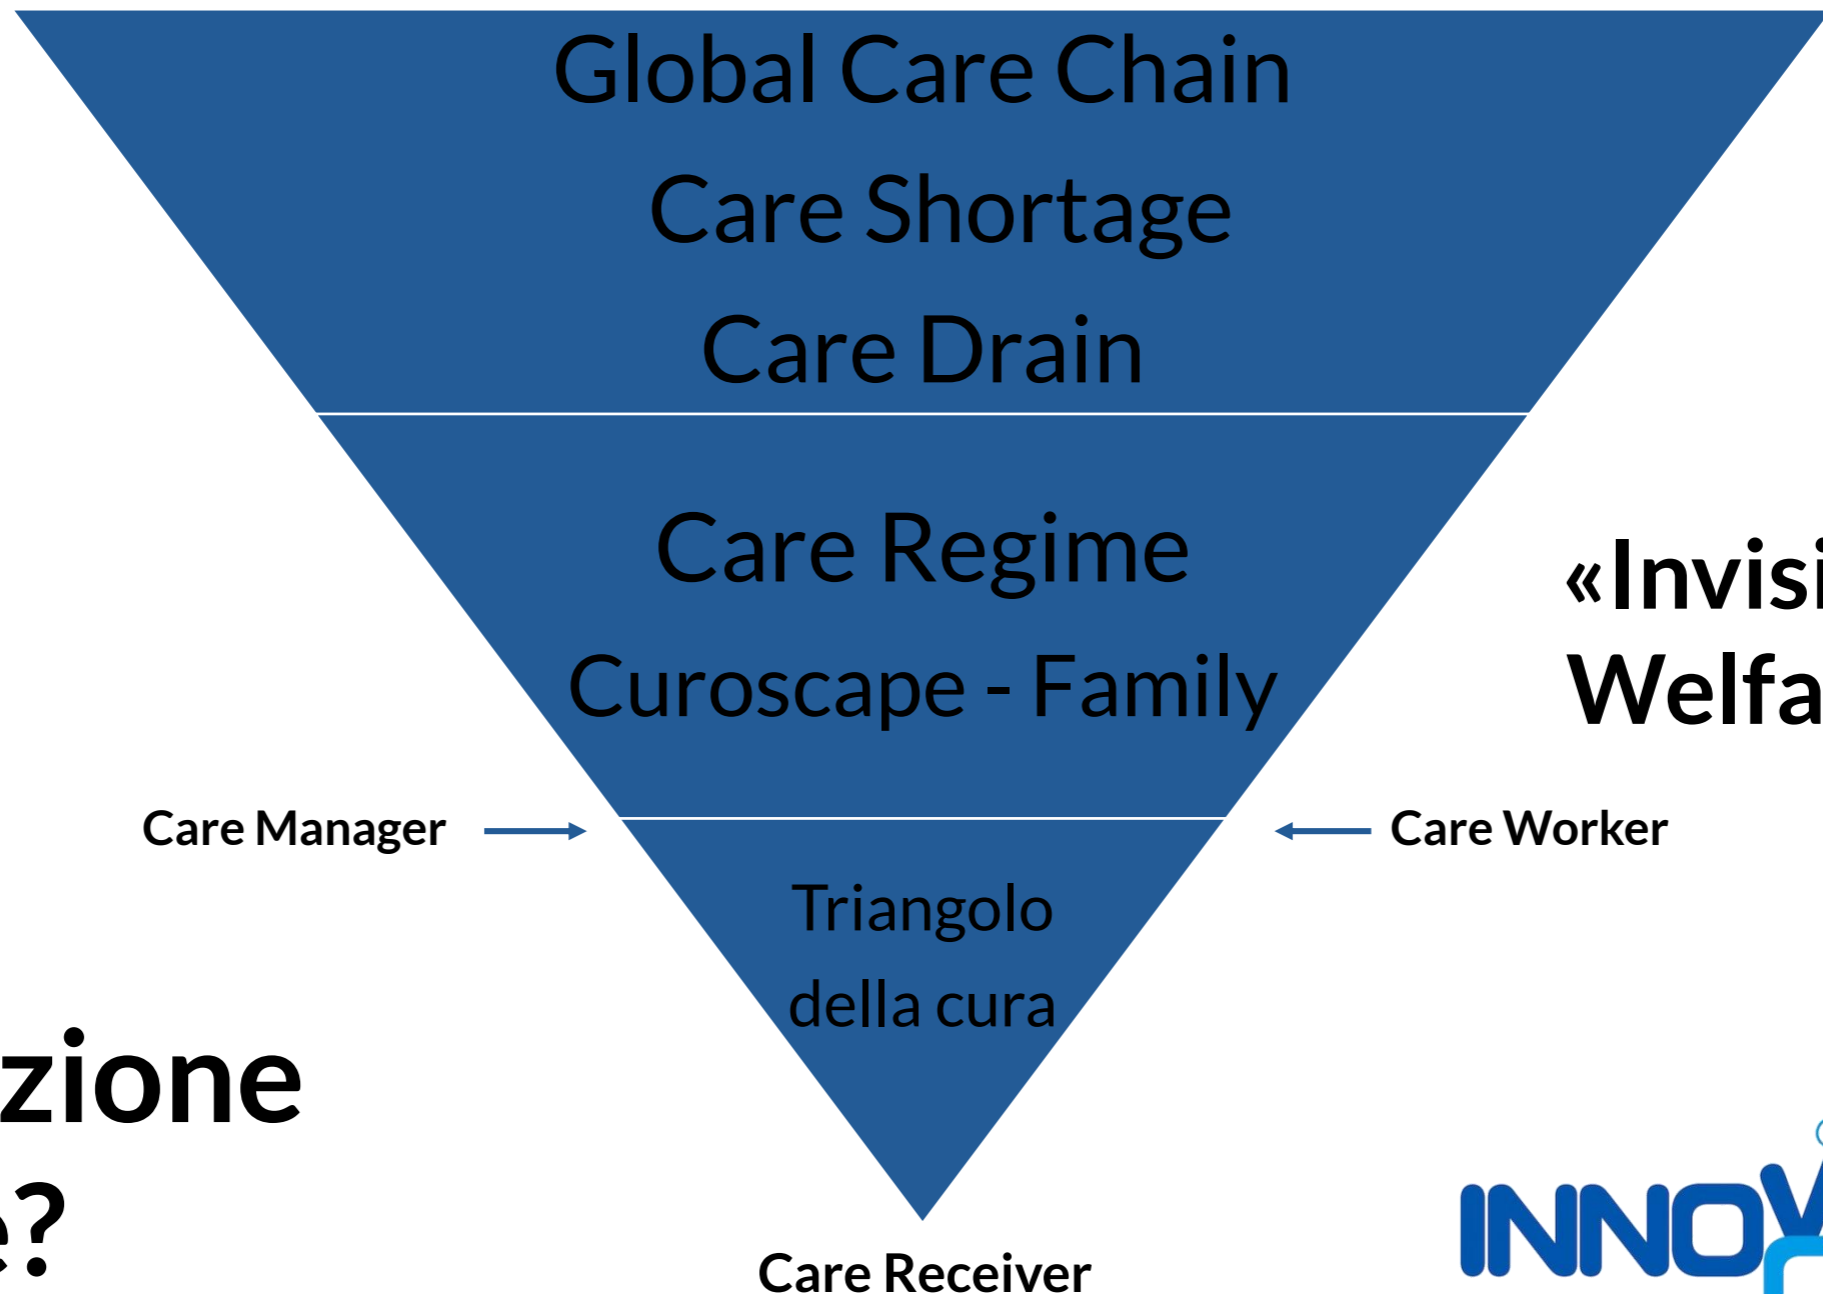 Global Care Chain
Care Shortage
Care Drain
Care Regime
Curoscape - Family
Care Manager
Care Worker
Triangolo
della cura
Care Receiver